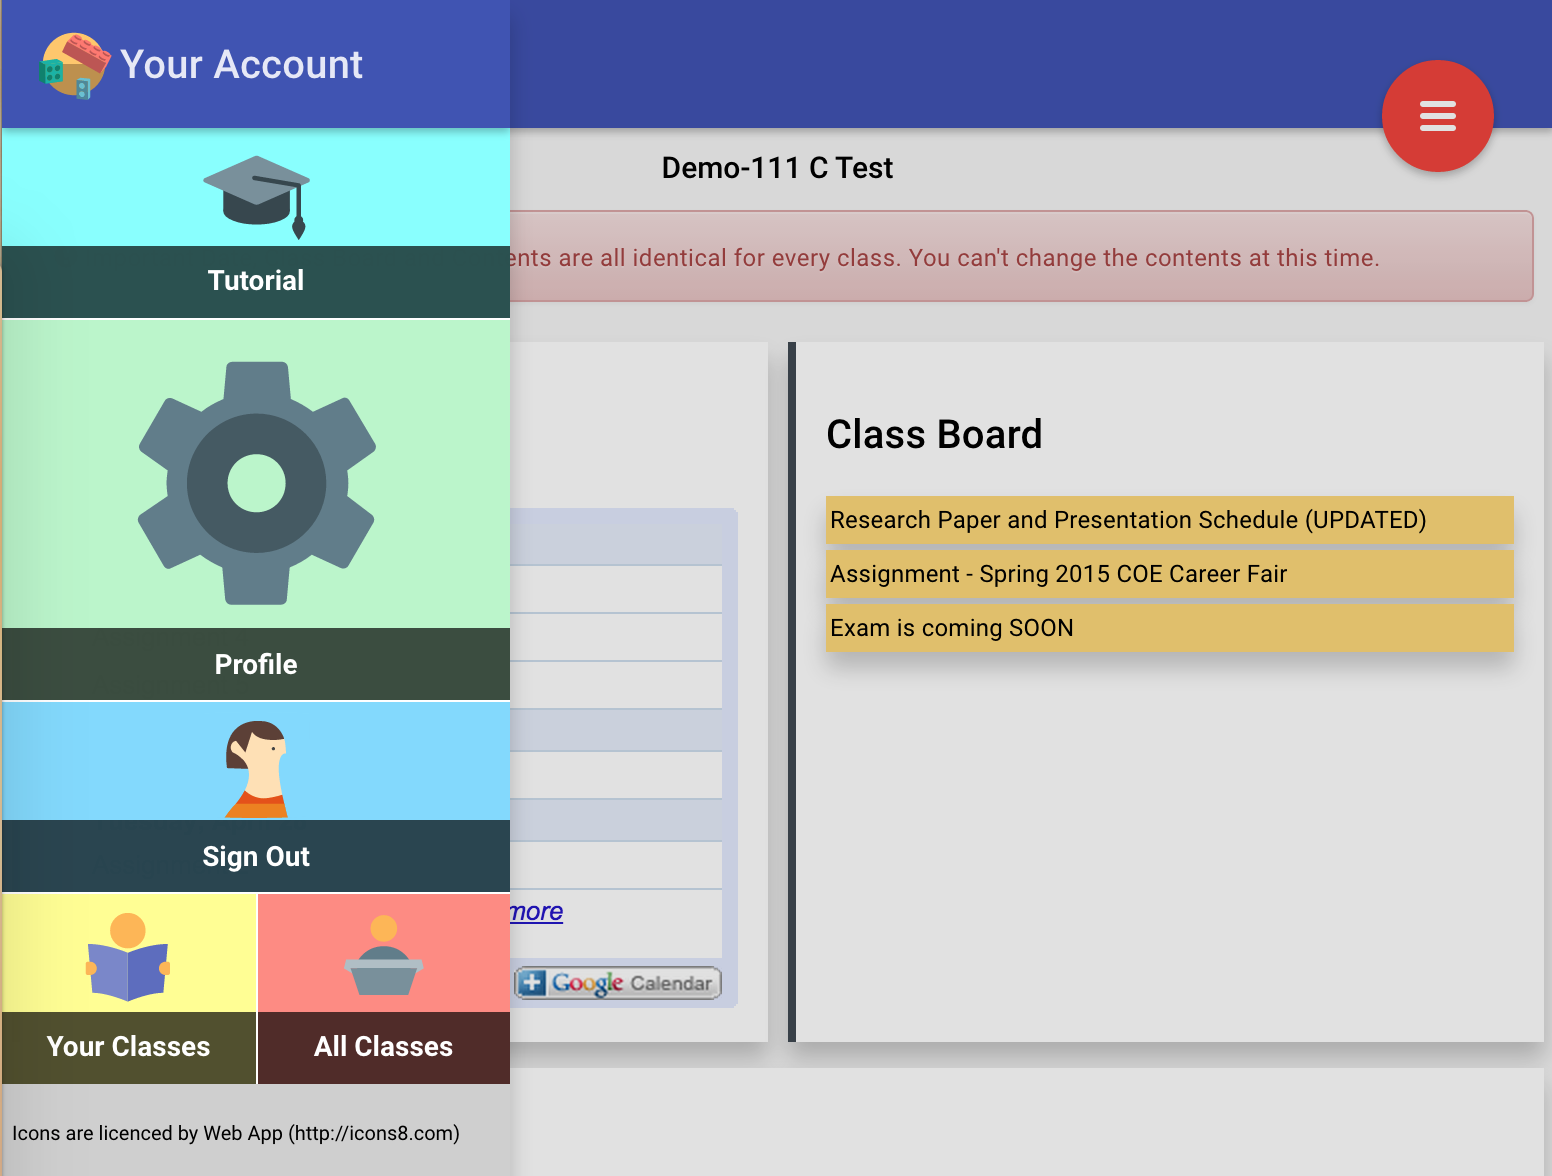 Your Account
Tutorial
Profile
Sign Out
Your Classes
All Classes
Icons are licenced by Web App (http://icons8.com)
Demo-111 C Test
are all identical for every class. You can't change the contents at this time.
more
Google Calendar
Class Board
Research Paper and Presentation Schedule (UPDATED)
Assignment - Spring 2015 COE Career Fair
Exam is coming SOON